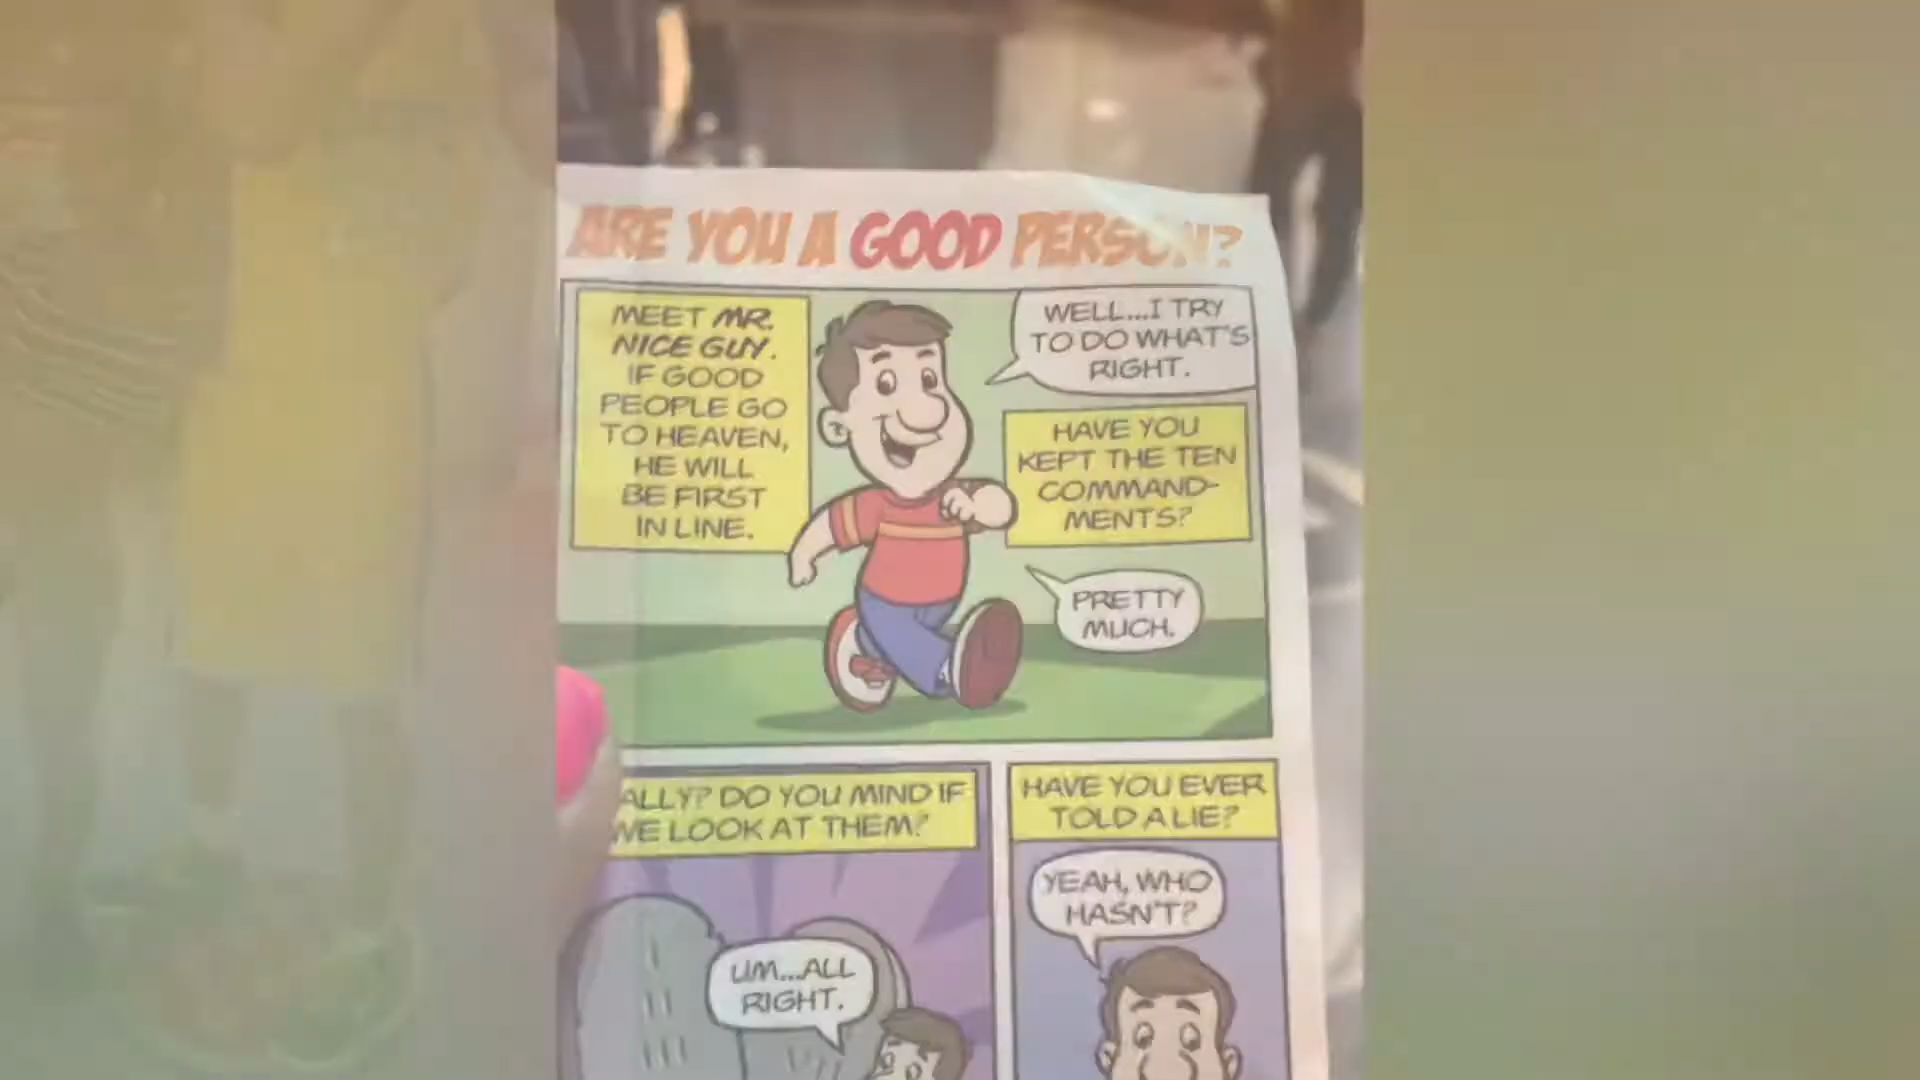 ARE YOU A GOOD PERSON?
MEET MR.
NICE GUY.
IF GOOD
PEOPLE GO
TO HEAVEN,
HE WILL
BE FIRST
IN LINE.
WELL...I TRY
TO DO WHAT'S
RIGHT.
HAVE YOU
KEPT THE TEN
COMMAND-
MENTS?
PRETTY
MUCH.
ALLY? DO YOU MIND IF
WE LOOK AT THEM?
UM...ALL
RIGHT.
HAVE YOU EVER
TOLD A LIE?
YEAH, WHO
HASN'T?